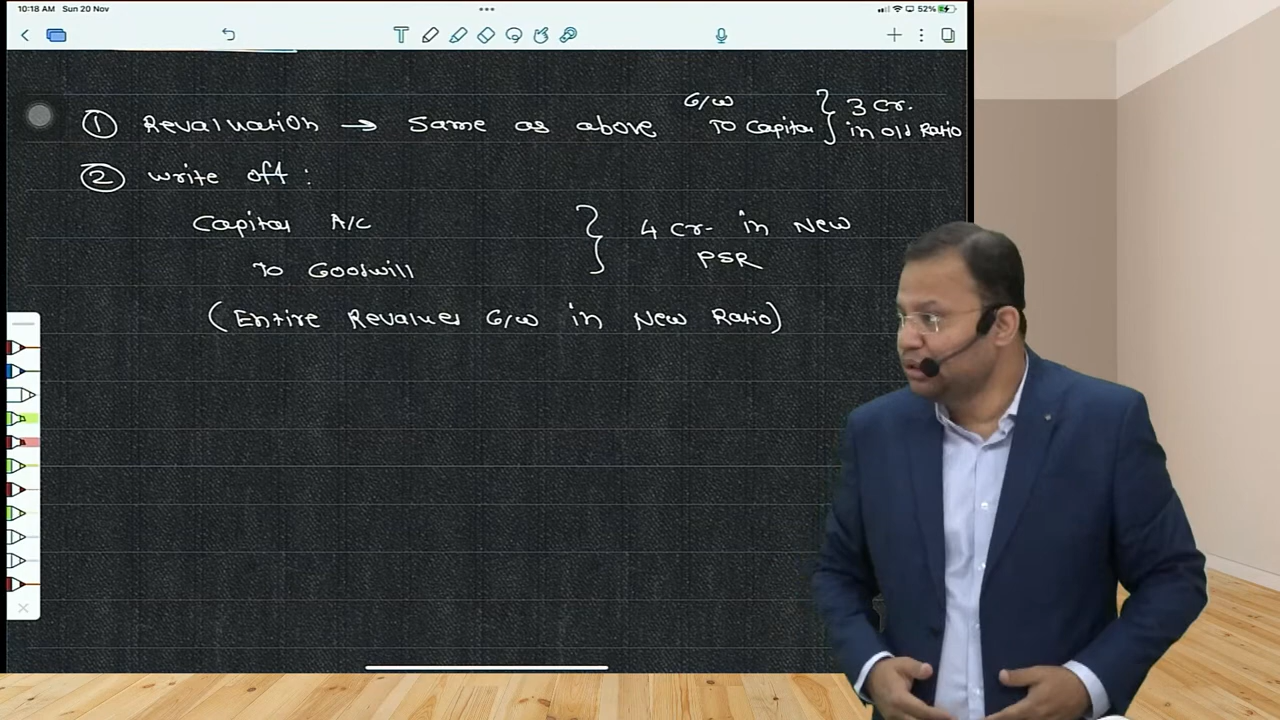 10:18 AM Sun 20 Nov
52%
G/W } 3 Cr.
① Revaluation → Same as above To Capital } in old Ratio
② Write off :
Capital A/C } 4 Cr- in New
To Goodwill PSR
(Entire Revalued G/W in New Ratio)